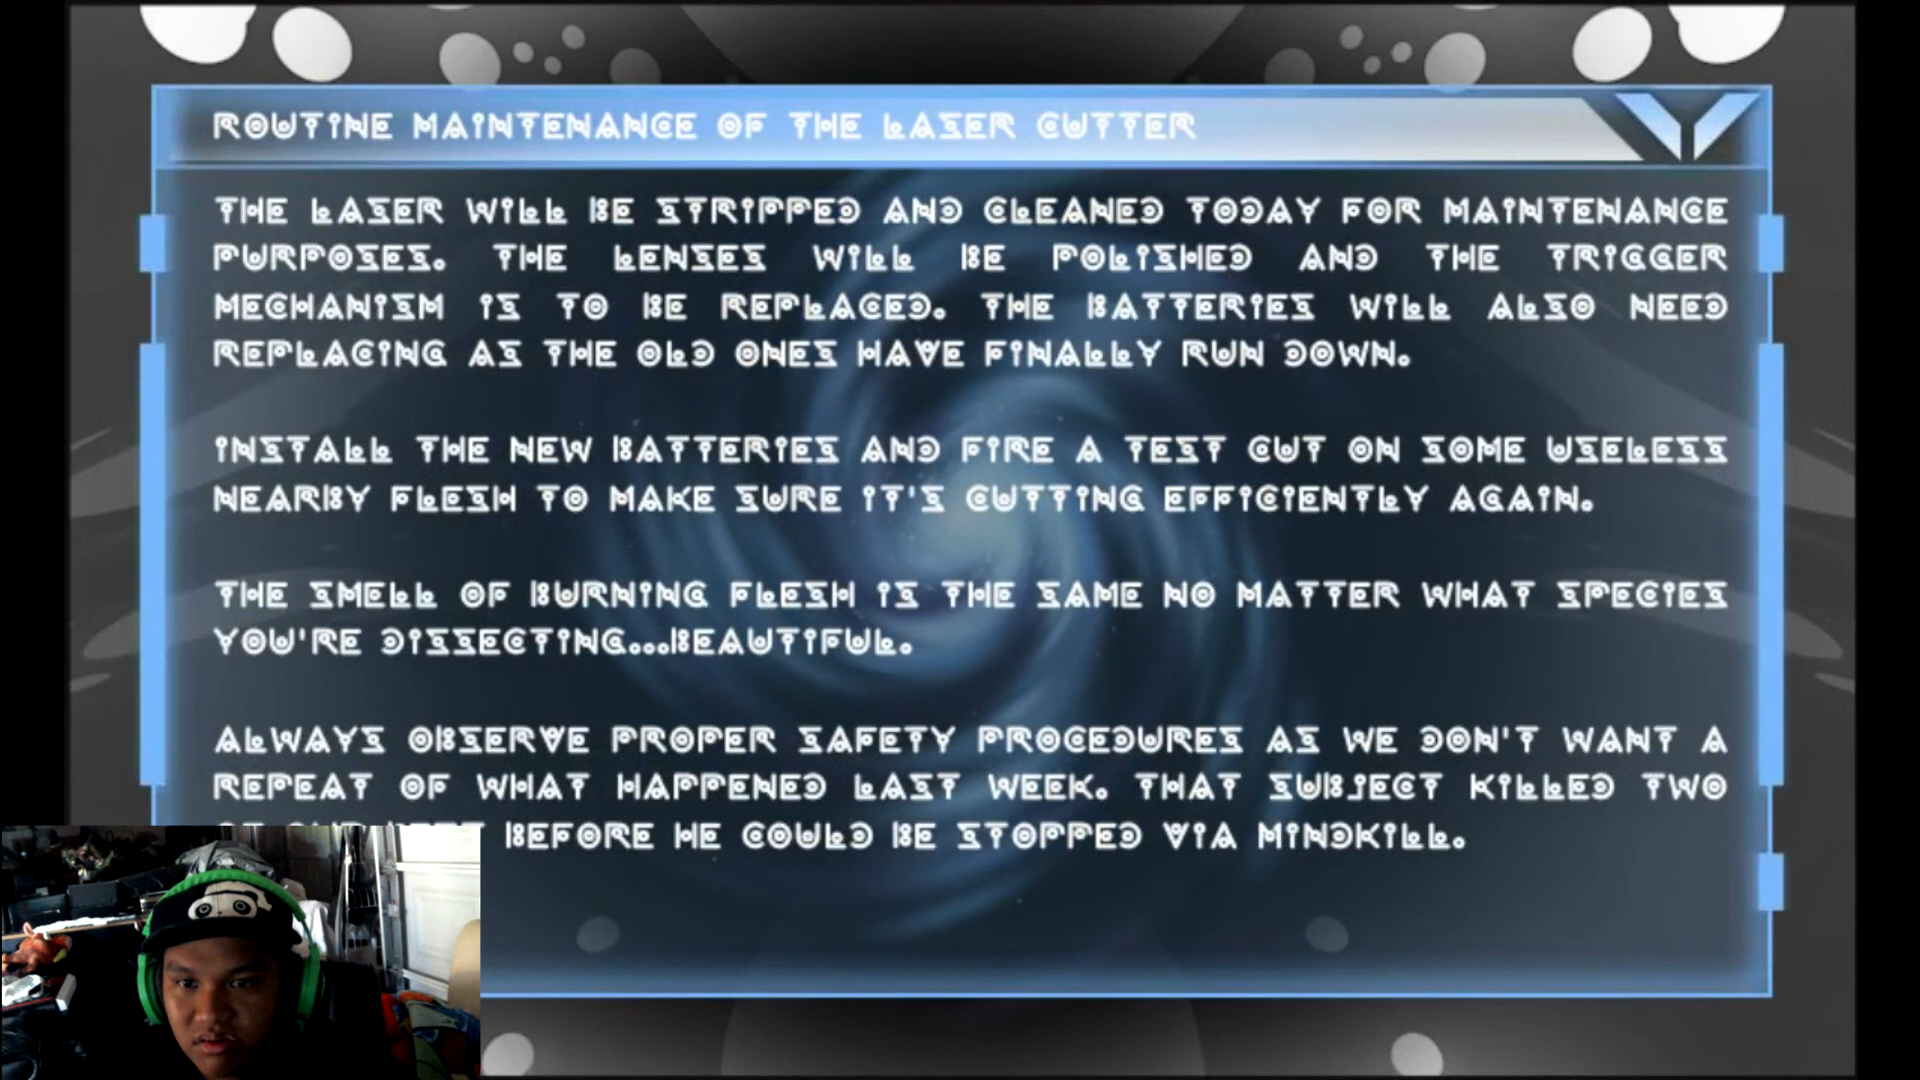 ROUTINE MAINTENANCE OF THE LASER CUTTER
THE LASER WILL BE STRIPPED AND CLEANED TODAY FOR MAINTENANCE
PURPOSES. THE LENSES WILL BE POLISHED AND THE TRIGGER
MECHANISM IS TO BE REPLACED. THE BATTERIES WILL ALSO NEED
REPLACING AS THE OLD ONES HAVE FINALLY RUN DOWN.
INSTALL THE NEW BATTERIES AND FIRE A TEST CUT ON SOME USELESS
NEARBY FLESH TO MAKE SURE IT'S CUTTING EFFICIENTLY AGAIN.
THE SMELL OF BURNING FLESH IS THE SAME NO MATTER WHAT SPECIES
YOU'RE DISSECTING...BEAUTIFUL.
ALWAYS OBSERVE PROPER SAFETY PROCEDURES AS WE DON'T WANT A
REPEAT OF WHAT HAPPENED LAST WEEK. THAT SUBJECT KILLED TWO
BEFORE HE COULD BE STOPPED VIA MINDKILL.